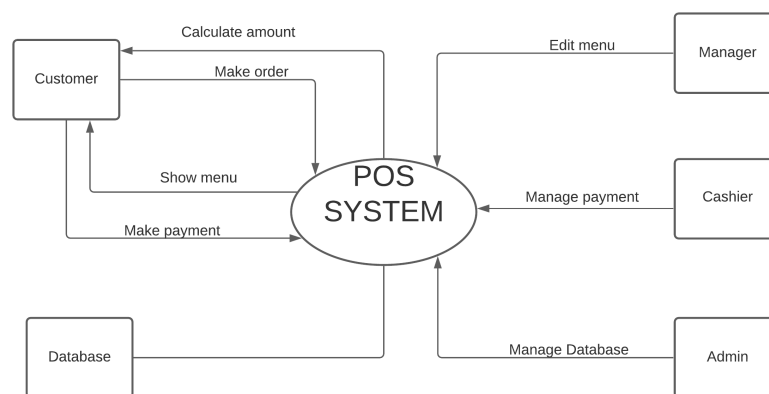 Calculate amount
Edit menu
Manager
Customer
Make order
POS
SYSTEM
Show menu
Manage payment
Cashier
Make payment
Database
Manage Database
Admin